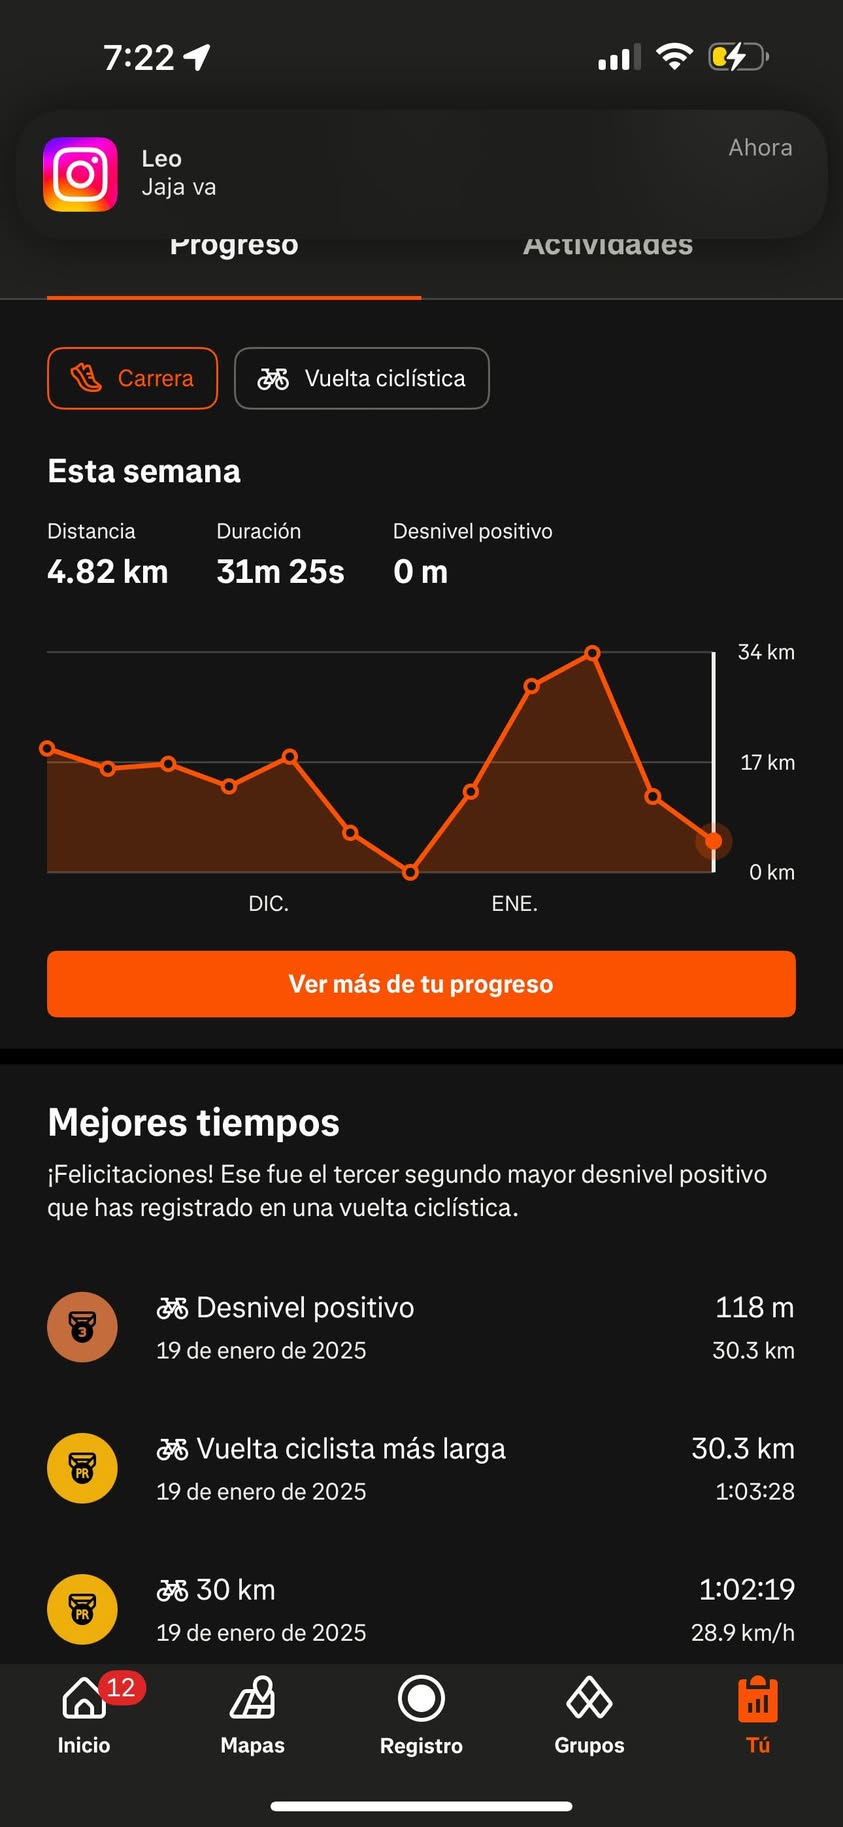 7:22
Leo
Ahora
Jaja va
Progreso
Actividades
Carrera
Vuelta ciclística
Esta semana
Distancia
Duración
Desnivel positivo
4.82 km
31m 25s
0 m
34 km
17 km
0 km
DIC.
ENE.
Ver más de tu progreso
Mejores tiempos
¡Felicitaciones! Ese fue el tercer segundo mayor desnivel positivo
que has registrado en una vuelta ciclística.
3
Desnivel positivo
118 m
19 de enero de 2025
30.3 km
PR
Vuelta ciclista más larga
30.3 km
19 de enero de 2025
1:03:28
PR
30 km
1:02:19
19 de enero de 2025
28.9 km/h
12
Inicio
Mapas
Registro
Grupos
Tú